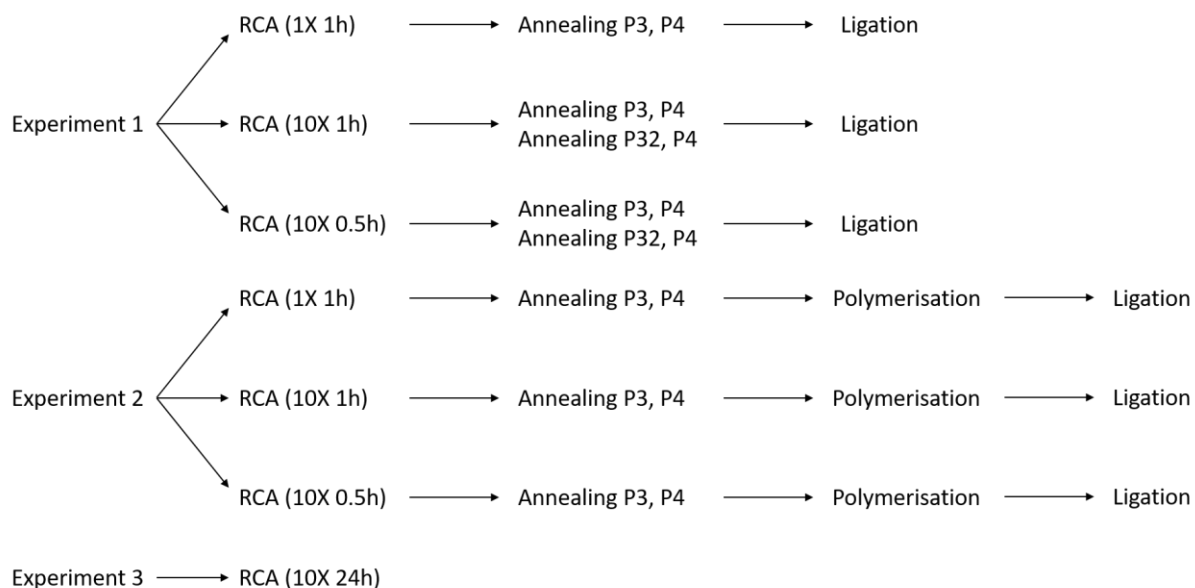 RCA (1X 1h) Annealing P3, P4 Ligation
Experiment 1 RCA (10X 1h) Annealing P3, P4 Ligation
Annealing P32, P4
RCA (10X 0.5h) Annealing P3, P4 Ligation
Annealing P32, P4
RCA (1X 1h) Annealing P3, P4 Polymerisation Ligation
Experiment 2 RCA (10X 1h) Annealing P3, P4 Polymerisation Ligation
RCA (10X 0.5h) Annealing P3, P4 Polymerisation Ligation
Experiment 3 RCA (10X 24h)